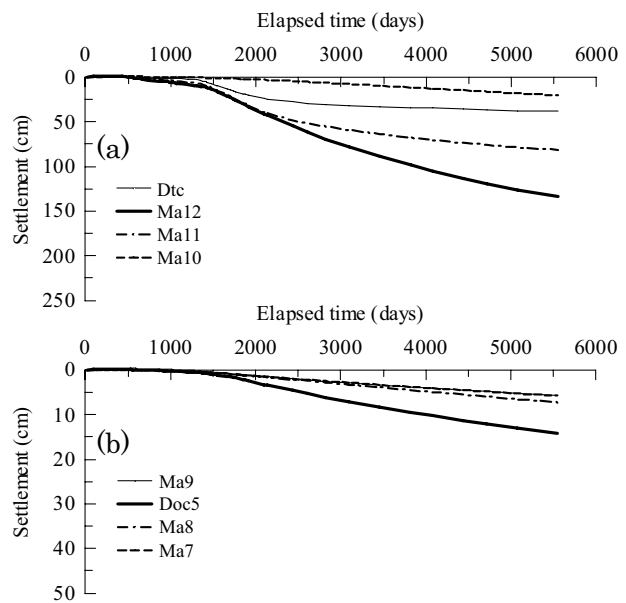 Elapsed time (days)
0 1000 2000 3000 4000 5000 6000
0
50
100
150
200
250
Settlement (cm)
(a)
Dtc
Ma12
Ma11
Ma10
Elapsed time (days)
0 1000 2000 3000 4000 5000 6000
0
10
20
30
40
50
Settlement (cm)
(b)
Ma9
Doc5
Ma8
Ma7